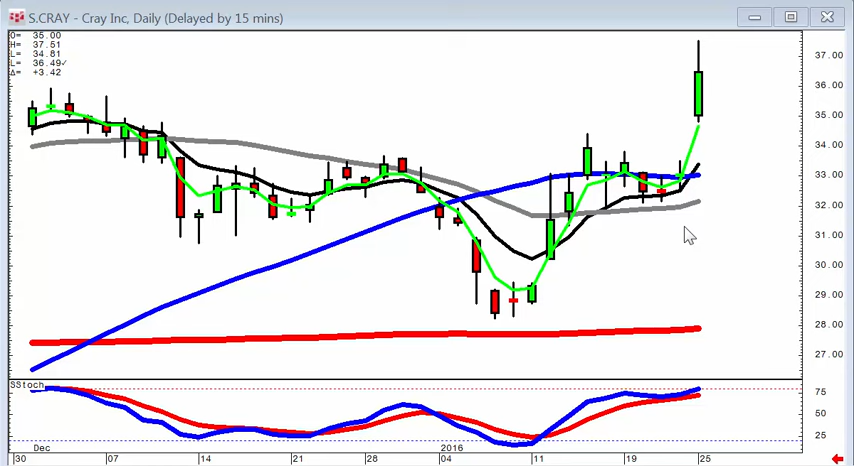 S.CRAY - Cray Inc, Daily (Delayed by 15 mins)
O= 35.00
H= 37.51
L= 34.81
L= 36.49✓
Δ= +3.42
37.00
36.00
35.00
34.00
33.00
32.00
31.00
30.00
29.00
28.00
27.00
SStoch
75
50
25
Dec 2016
30 07 14 21 28 04 11 19 25